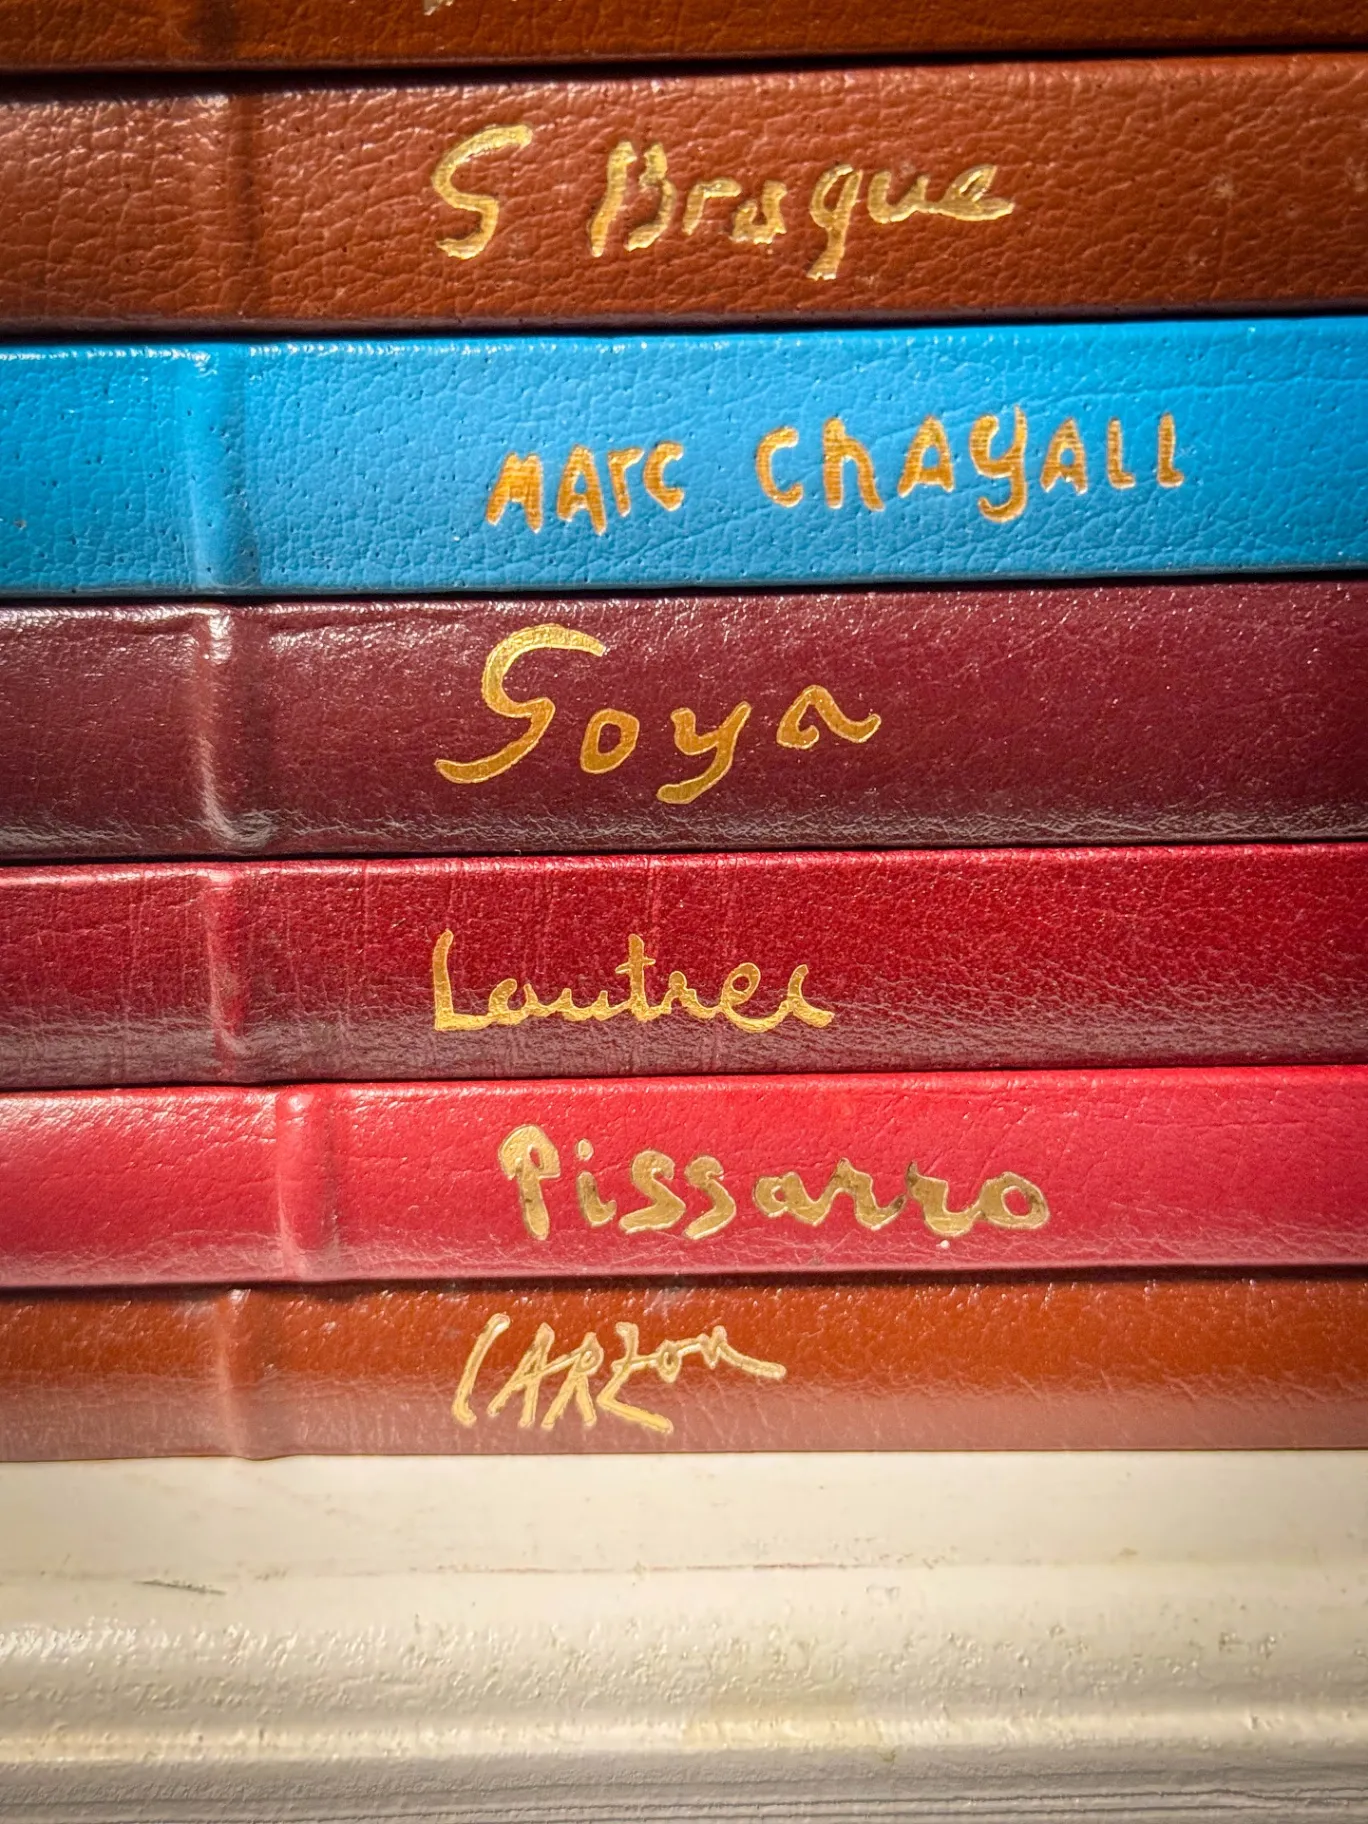 G Braque
MARC CHAGALL
Goya
Lautrec
Pissarro
CARZOU